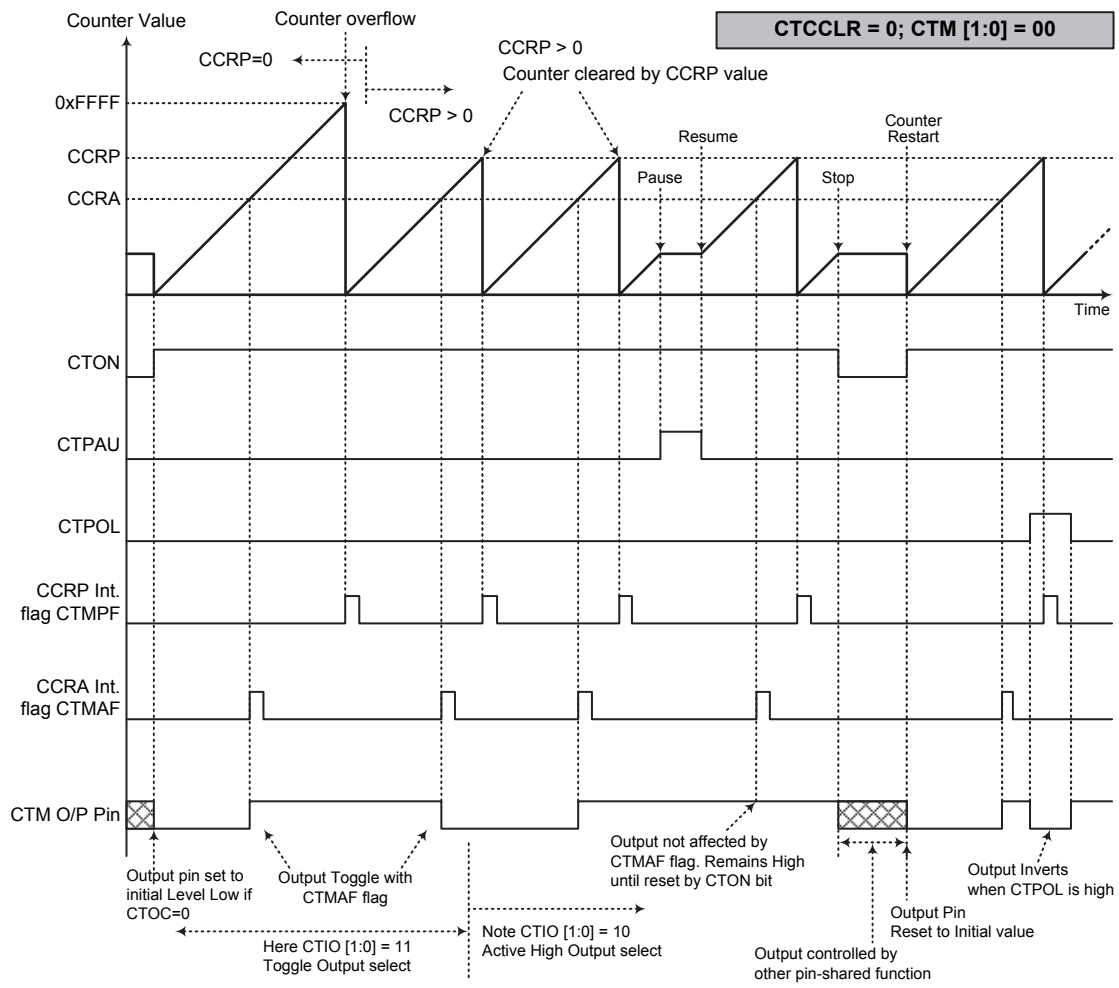 Counter Value
Counter overflow
CTCCLR = 0; CTM [1:0] = 00
CCRP=0
CCRP > 0
CCRP > 0
Counter cleared by CCRP value
0xFFFF
CCRP
CCRA
Pause
Resume
Stop
Counter
Restart
Time
CTON
CTPAU
CTPOL
CCRP Int.
flag CTMPF
CCRA Int.
flag CTMAF
CTM O/P Pin
Output pin set to
initial Level Low if
CTOC=0
Output Toggle with
CTMAF flag
Here CTIO [1:0] = 11
Toggle Output select
Note CTIO [1:0] = 10
Active High Output select
Output not affected by
CTMAF flag. Remains High
until reset by CTON bit
Output controlled by
other pin-shared function
Output Pin
Reset to Initial value
Output Inverts
when CTPOL is high